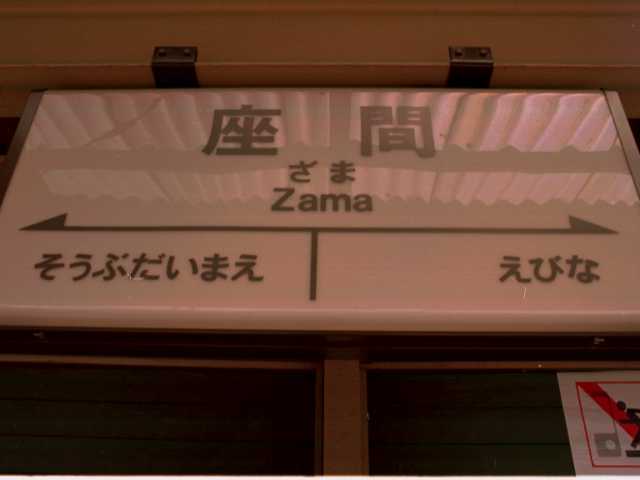 座間
ざま
Zama
そうぶだいまえ
えびな